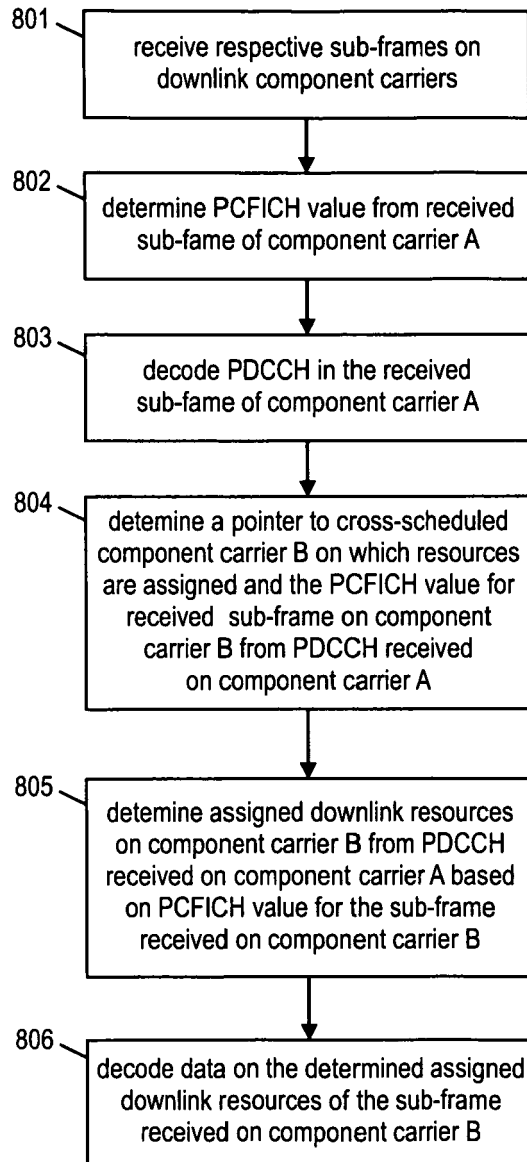 801
receive respective sub-frames on
downlink component carriers
802
determine PCFICH value from received
sub-fame of component carrier A
803
decode PDCCH in the received
sub-fame of component carrier A
804
detemine a pointer to cross-scheduled
component carrier B on which resources
are assigned and the PCFICH value for
received sub-frame on component
carrier B from PDCCH received
on component carrier A
805
detemine assigned downlink resources
on component carrier B from PDCCH
received on component carrier A based
on PCFICH value for the sub-frame
received on component carrier B
806
decode data on the determined assigned
downlink resources of the sub-frame
received on component carrier B